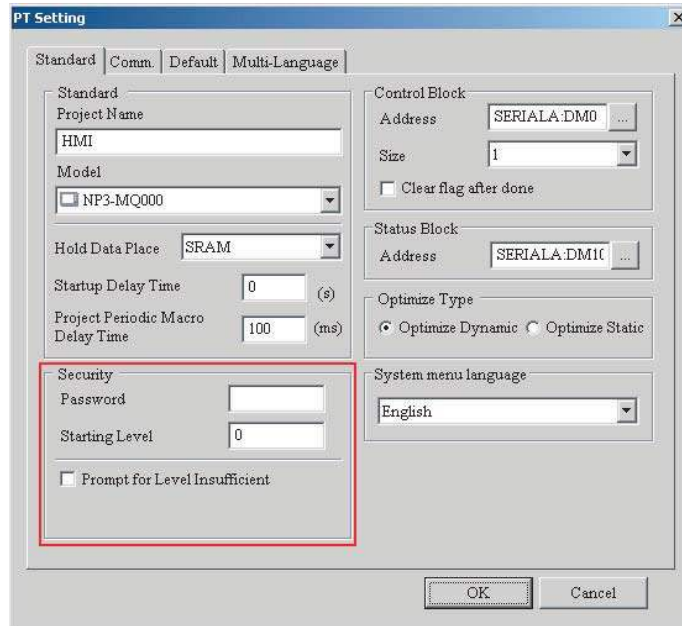 PT Setting
Standard
Comm.
Default
Multi-Language
Standard
Project Name
HMI
Model
NP3-MQ000
Hold Data Place
SRAM
Startup Delay Time
0
(s)
Project Periodic Macro
Delay Time
100
(ms)
Security
Password
Starting Level
0
Prompt for Level Insufficient
Control Block
Address
SERIALA:DM0
...
Size
1
Clear flag after done
Status Block
Address
SERIALA:DM1(
...
Optimize Type
Optimize Dynamic
Optimize Static
System menu language
English
OK
Cancel